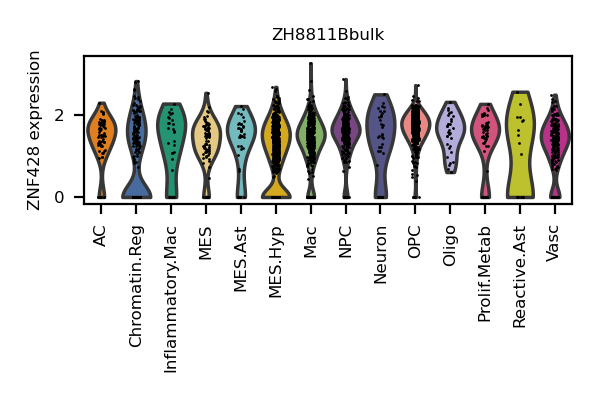 ZH8811Bbulk
ZNF428 expression
2
0
AC
Chromatin.Reg
Inflammatory.Mac
MES
MES.Ast
MES.Hyp
Mac
NPC
Neuron
OPC
Oligo
Prolif.Metab
Reactive.Ast
Vasc